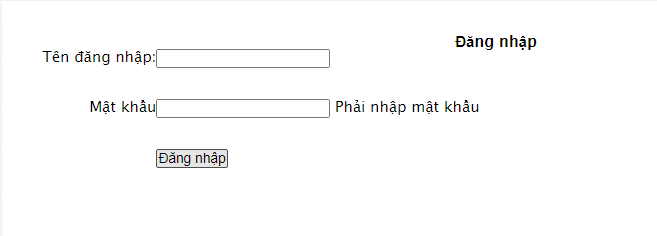 Đăng nhập
Tên đăng nhập:
Mật khẩu Phải nhập mật khẩu
Đăng nhập